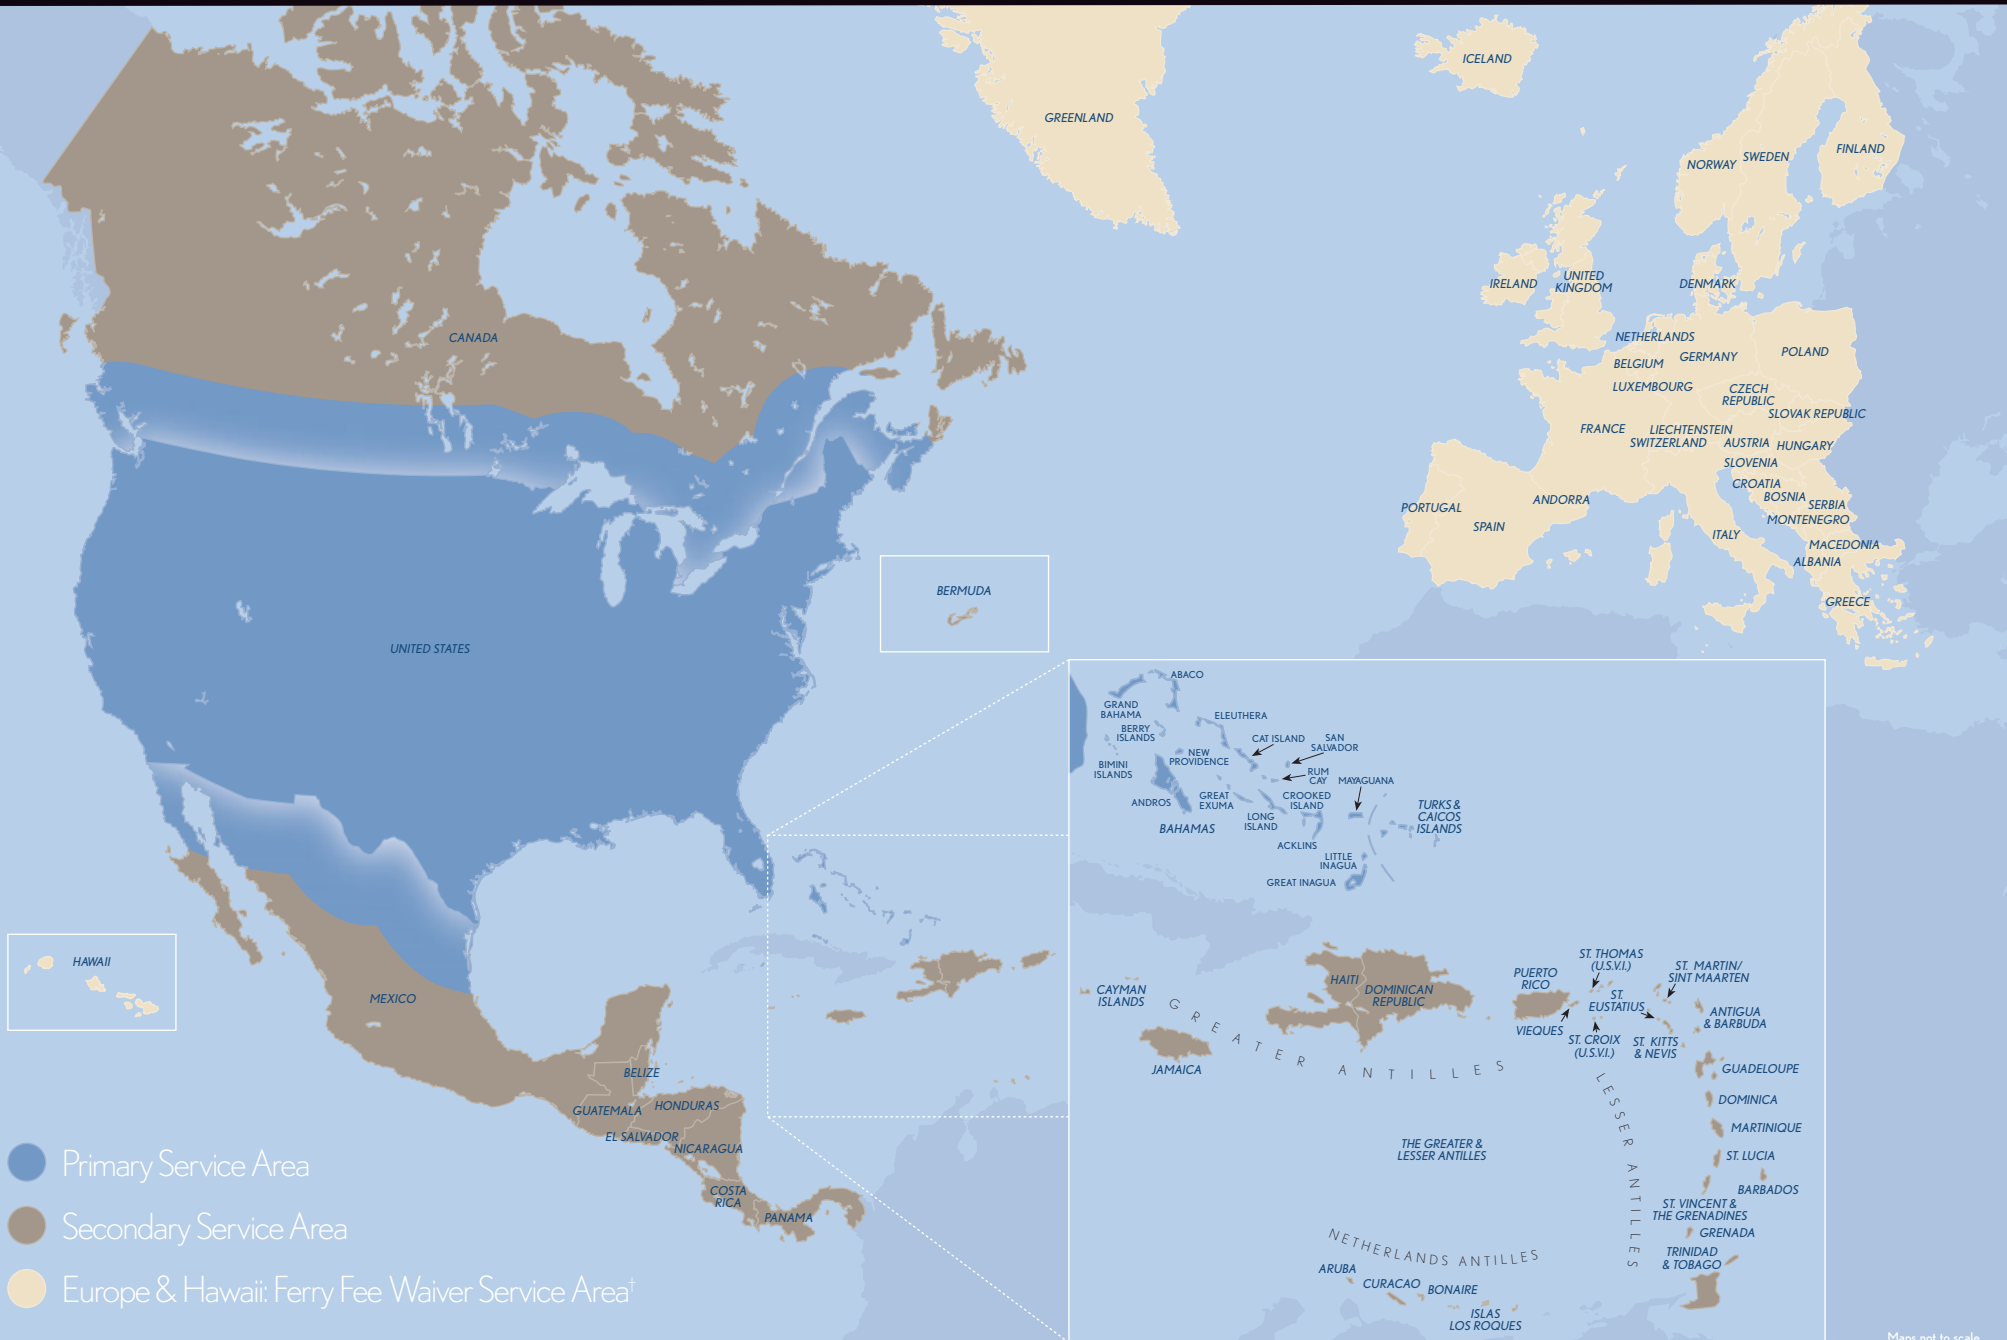 ICELAND
GREENLAND
NORWAY
SWEDEN
FINLAND
IRELAND
UNITED
KINGDOM
DENMARK
CANADA
NETHERLANDS
BELGIUM
GERMANY
POLAND
LUXEMBOURG
CZECH
REPUBLIC
SLOVAK REPUBLIC
FRANCE
LIECHTENSTEIN
SWITZERLAND
AUSTRIA
HUNGARY
SLOVENIA
CROATIA
BOSNIA
SERBIA
MONTENEGRO
PORTUGAL
SPAIN
ANDORRA
ITALY
MACEDONIA
ALBANIA
GREECE
BERMUDA
UNITED STATES
ABACO
GRAND
BAHAMA
BERRY
ISLANDS
ELEUTHERA
CAT ISLAND
SAN
SALVADOR
NEW
PROVIDENCE
BIMINI
ISLANDS
RUM
CAY
MAYAGUANA
ANDROS
GREAT
EXUMA
CROOKED
ISLAND
LONG
ISLAND
TURKS &
CAICOS
ISLANDS
BAHAMAS
ACKLINS
LITTLE
INAGUA
GREAT INAGUA
HAWAII
MEXICO
BELIZE
GUATEMALA
HONDURAS
EL SALVADOR
NICARAGUA
COSTA
RICA
PANAMA
CAYMAN
ISLANDS
GREATER ANTILLES
JAMAICA
HAITI
DOMINICAN
REPUBLIC
PUERTO
RICO
VIEQUES
ST. THOMAS
(U.S.V.I.)
ST. MARTIN/
SINT MAARTEN
ST.
EUSTATIUS
ST. CROIX
(U.S.V.I.)
ST. KITTS
& NEVIS
ANTIGUA
& BARBUDA
GUADELOUPE
DOMINICA
MARTINIQUE
ST. LUCIA
BARBADOS
ST. VINCENT &
THE GRENADINES
GRENADA
TRINIDAD
& TOBAGO
LESSER ANTILLES
THE GREATER &
LESSER ANTILLES
NETHERLANDS ANTILLES
ARUBA
CURACAO
BONAIRE
ISLAS
LOS ROQUES
Primary Service Area
Secondary Service Area
Europe & Hawaii: Ferry Fee Waiver Service Area†
Maps not to scale